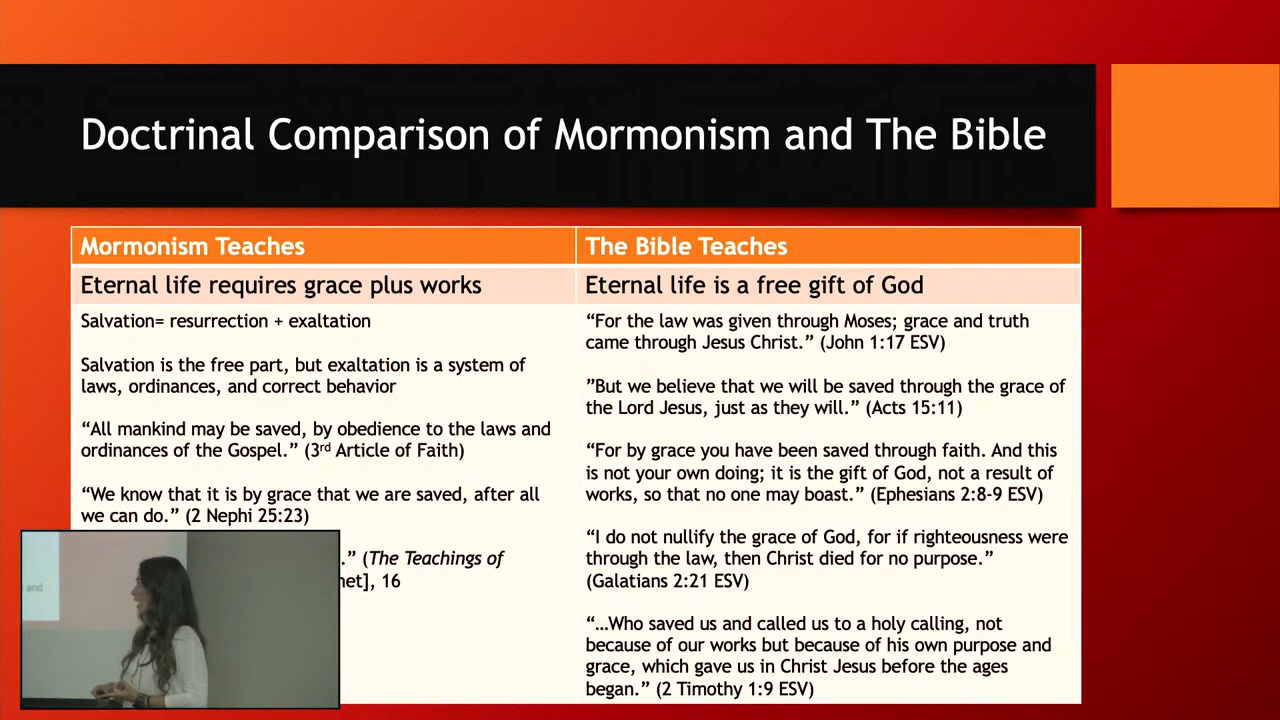 Doctrinal Comparison of Mormonism and The Bible
Mormonism Teaches
Eternal life requires grace plus works
Salvation= resurrection + exaltation
Salvation is the free part, but exaltation is a system of
laws, ordinances, and correct behavior
“All mankind may be saved, by obedience to the laws and
ordinances of the Gospel.” (3rd Article of Faith)
“We know that it is by grace that we are saved, after all
we can do.” (2 Nephi 25:23)
.” (The Teachings of
het], 16
The Bible Teaches
Eternal life is a free gift of God
“For the law was given through Moses; grace and truth
came through Jesus Christ.” (John 1:17 ESV)
”But we believe that we will be saved through the grace of
the Lord Jesus, just as they will.” (Acts 15:11)
“For by grace you have been saved through faith. And this
is not your own doing; it is the gift of God, not a result of
works, so that no one may boast.” (Ephesians 2:8-9 ESV)
“I do not nullify the grace of God, for if righteousness were
through the law, then Christ died for no purpose.”
(Galatians 2:21 ESV)
“…Who saved us and called us to a holy calling, not
because of our works but because of his own purpose and
grace, which gave us in Christ Jesus before the ages
began.” (2 Timothy 1:9 ESV)
and